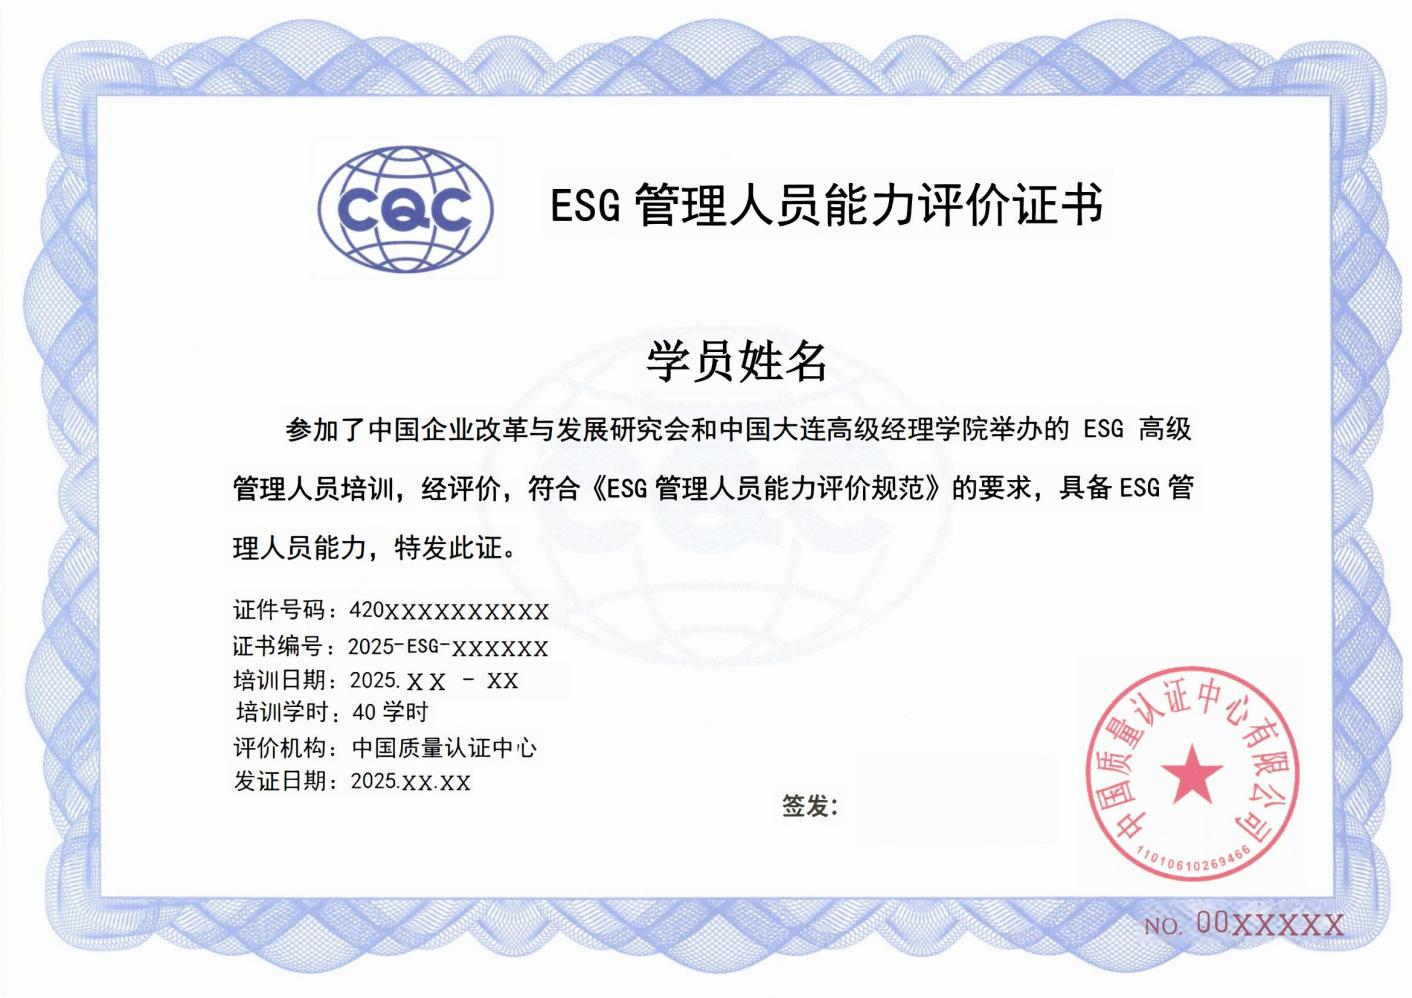 CQC
ESG 管理人员能力评价证书
学员姓名
参加了中国企业改革与发展研究会和中国大连高级经理学院举办的 ESG 高级
管理人员培训，经评价，符合《ESG 管理人员能力评价规范》的要求，具备 ESG 管
理人员能力，特发此证。
CQC
证件号码：420XXXXXXXXXX
证书编号：2025-ESG-XXXXXX
培训日期：2025.XX - XX
培训学时：40 学时
评价机构：中国质量认证中心
发证日期：2025.XX.XX
签发：
中国质量认证中心有限公司
11010610269466
NO. 00XXXXX